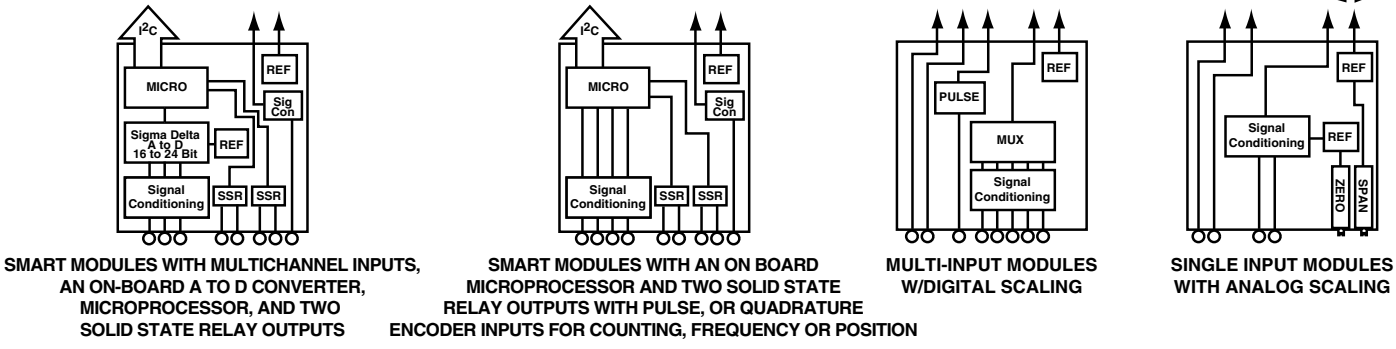 I²C
REF
MICRO
Sig
Con
Sigma Delta
A to D
16 to 24 Bit
REF
Signal
Conditioning
SSR
SSR
SMART MODULES WITH MULTICHANNEL INPUTS,
AN ON-BOARD A TO D CONVERTER,
MICROPROCESSOR, AND TWO
SOLID STATE RELAY OUTPUTS
I²C
REF
MICRO
Sig
Con
Signal
Conditioning
SSR
SSR
SMART MODULES WITH AN ON BOARD
MICROPROCESSOR AND TWO SOLID STATE
RELAY OUTPUTS WITH PULSE, OR QUADRATURE
ENCODER INPUTS FOR COUNTING, FREQUENCY OR POSITION
REF
PULSE
MUX
Signal
Conditioning
MULTI-INPUT MODULES
W/DIGITAL SCALING
REF
Signal
Conditioning
REF
ZERO
SPAN
SINGLE INPUT MODULES
WITH ANALOG SCALING